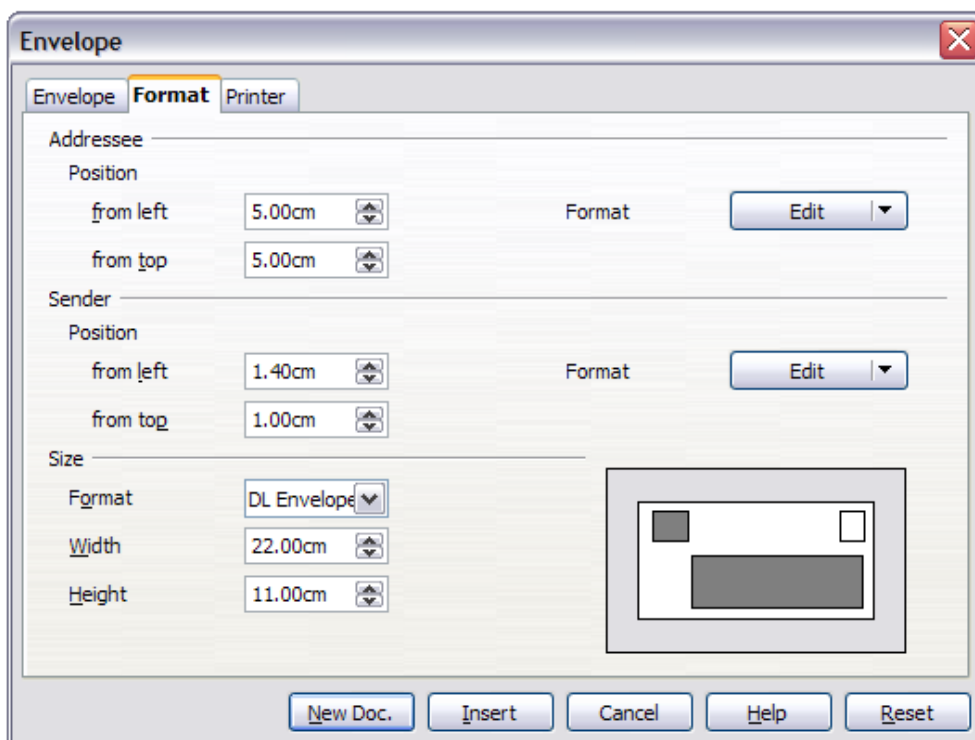 Envelope
Envelope Format Printer
Addressee
Position
from left 5.00cm Format Edit
from top 5.00cm
Sender
Position
from left 1.40cm Format Edit
from top 1.00cm
Size
Format DL Envelope
Width 22.00cm
Height 11.00cm
New Doc. Insert Cancel Help Reset